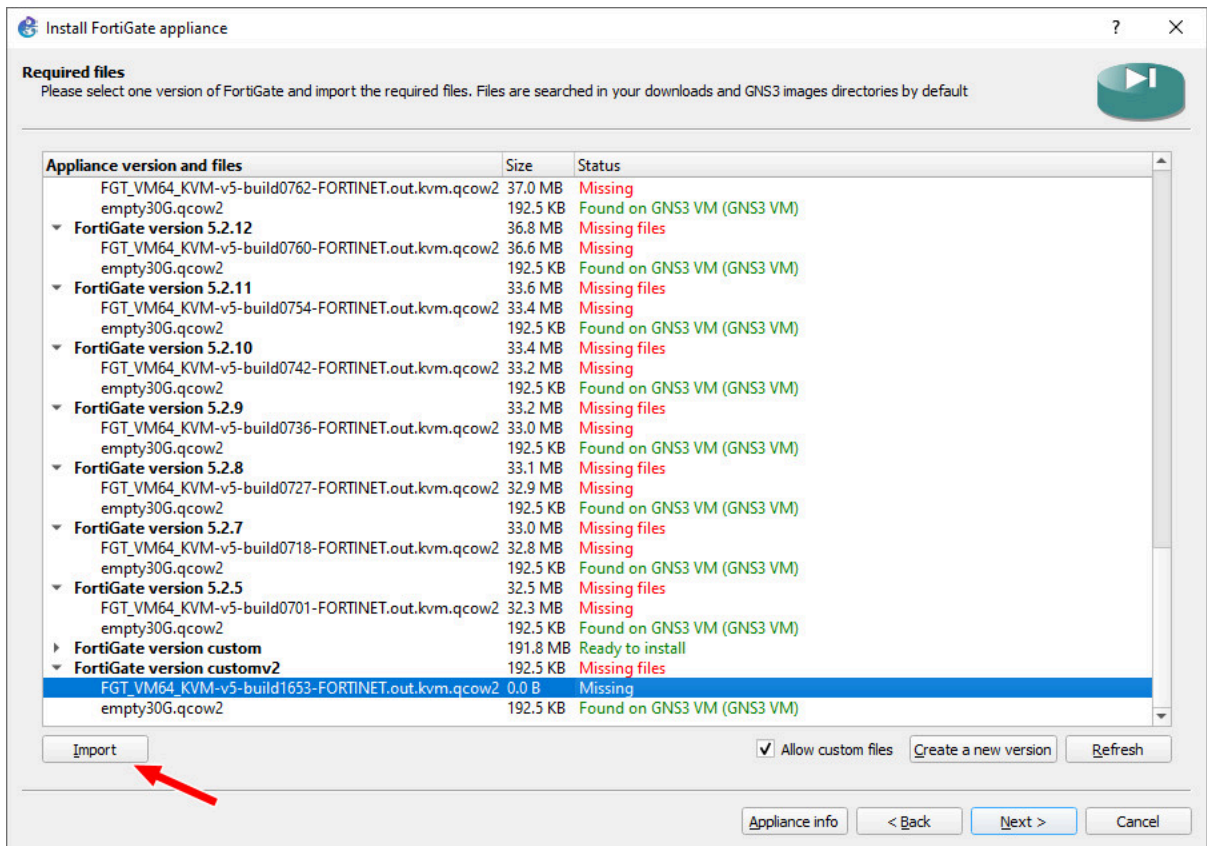 Install FortiGate appliance
?
Required files
Please select one version of FortiGate and import the required files. Files are searched in your downloads and GNS3 images directories by default
Appliance version and files Size Status
FGT_VM64_KVM-v5-build0762-FORTINET.out.kvm.qcow2 37.0 MB Missing
empty30G.qcow2 192.5 KB Found on GNS3 VM (GNS3 VM)
FortiGate version 5.2.12 36.8 MB Missing files
FGT_VM64_KVM-v5-build0760-FORTINET.out.kvm.qcow2 36.6 MB Missing
empty30G.qcow2 192.5 KB Found on GNS3 VM (GNS3 VM)
FortiGate version 5.2.11 33.6 MB Missing files
FGT_VM64_KVM-v5-build0754-FORTINET.out.kvm.qcow2 33.4 MB Missing
empty30G.qcow2 192.5 KB Found on GNS3 VM (GNS3 VM)
FortiGate version 5.2.10 33.4 MB Missing files
FGT_VM64_KVM-v5-build0742-FORTINET.out.kvm.qcow2 33.2 MB Missing
empty30G.qcow2 192.5 KB Found on GNS3 VM (GNS3 VM)
FortiGate version 5.2.9 33.2 MB Missing files
FGT_VM64_KVM-v5-build0736-FORTINET.out.kvm.qcow2 33.0 MB Missing
empty30G.qcow2 192.5 KB Found on GNS3 VM (GNS3 VM)
FortiGate version 5.2.8 33.1 MB Missing files
FGT_VM64_KVM-v5-build0727-FORTINET.out.kvm.qcow2 32.9 MB Missing
empty30G.qcow2 192.5 KB Found on GNS3 VM (GNS3 VM)
FortiGate version 5.2.7 33.0 MB Missing files
FGT_VM64_KVM-v5-build0718-FORTINET.out.kvm.qcow2 32.8 MB Missing
empty30G.qcow2 192.5 KB Found on GNS3 VM (GNS3 VM)
FortiGate version 5.2.5 32.5 MB Missing files
FGT_VM64_KVM-v5-build0701-FORTINET.out.kvm.qcow2 32.3 MB Missing
empty30G.qcow2 192.5 KB Found on GNS3 VM (GNS3 VM)
FortiGate version custom 191.8 MB Ready to install
FortiGate version customv2 192.5 KB Missing files
FGT_VM64_KVM-v5-build1653-FORTINET.out.kvm.qcow2 0.0 B Missing
empty30G.qcow2 192.5 KB Found on GNS3 VM (GNS3 VM)
Import Allow custom files Create a new version Refresh
Appliance info < Back Next > Cancel